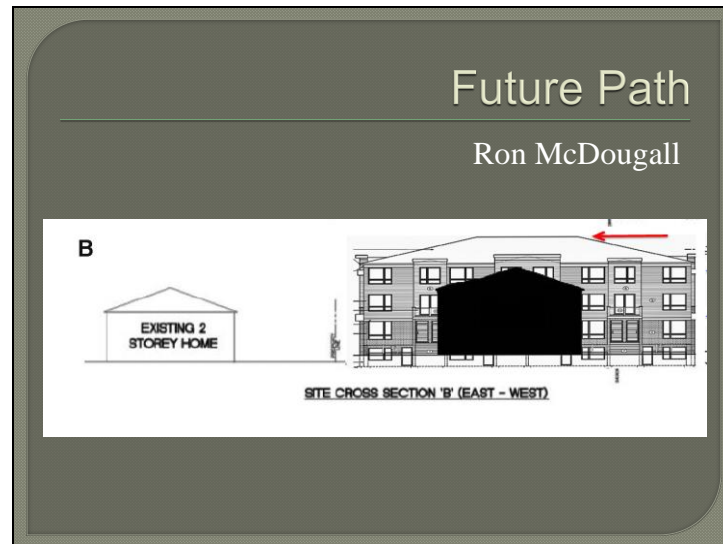 Future Path
Ron McDougall
B
EXISTING 2
STOREY HOME
SITE CROSS SECTION 'B' (EAST - WEST)